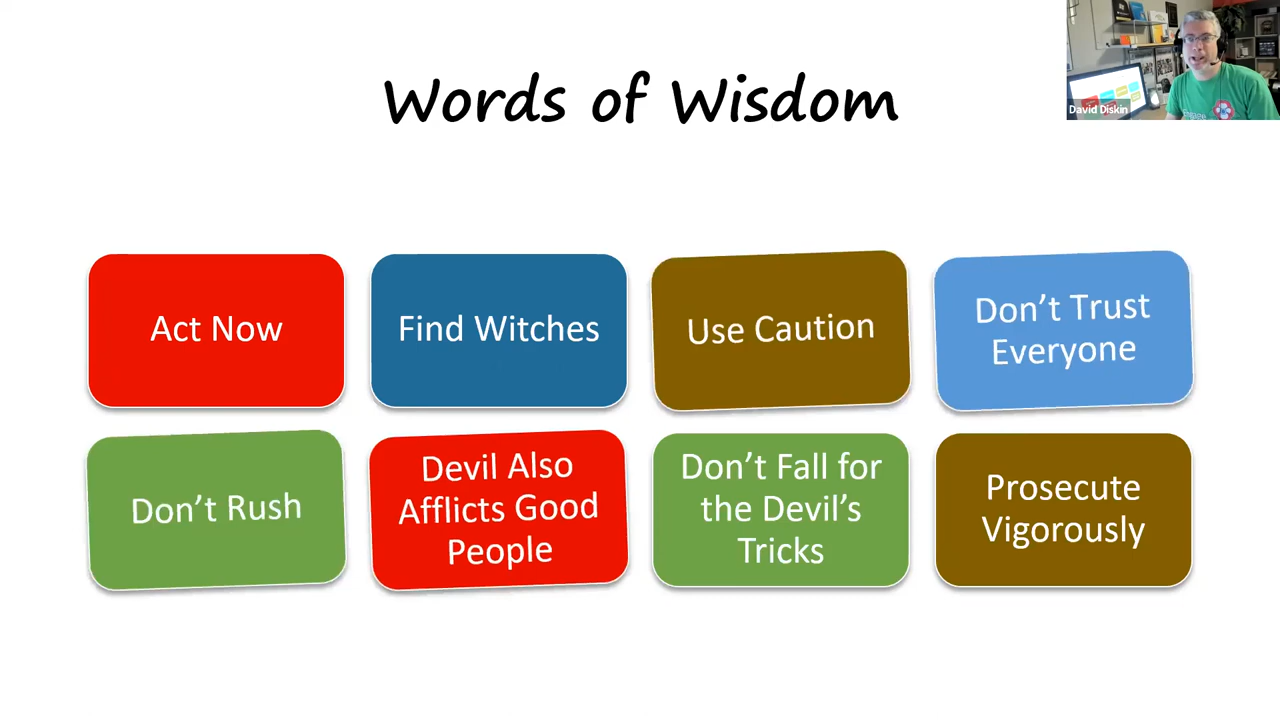 Words of Wisdom
David Diskin
Act Now
Find Witches
Use Caution
Don't Trust
Everyone
Don't Rush
Devil Also
Afflicts Good
People
Don't Fall for
the Devil's
Tricks
Prosecute
Vigorously